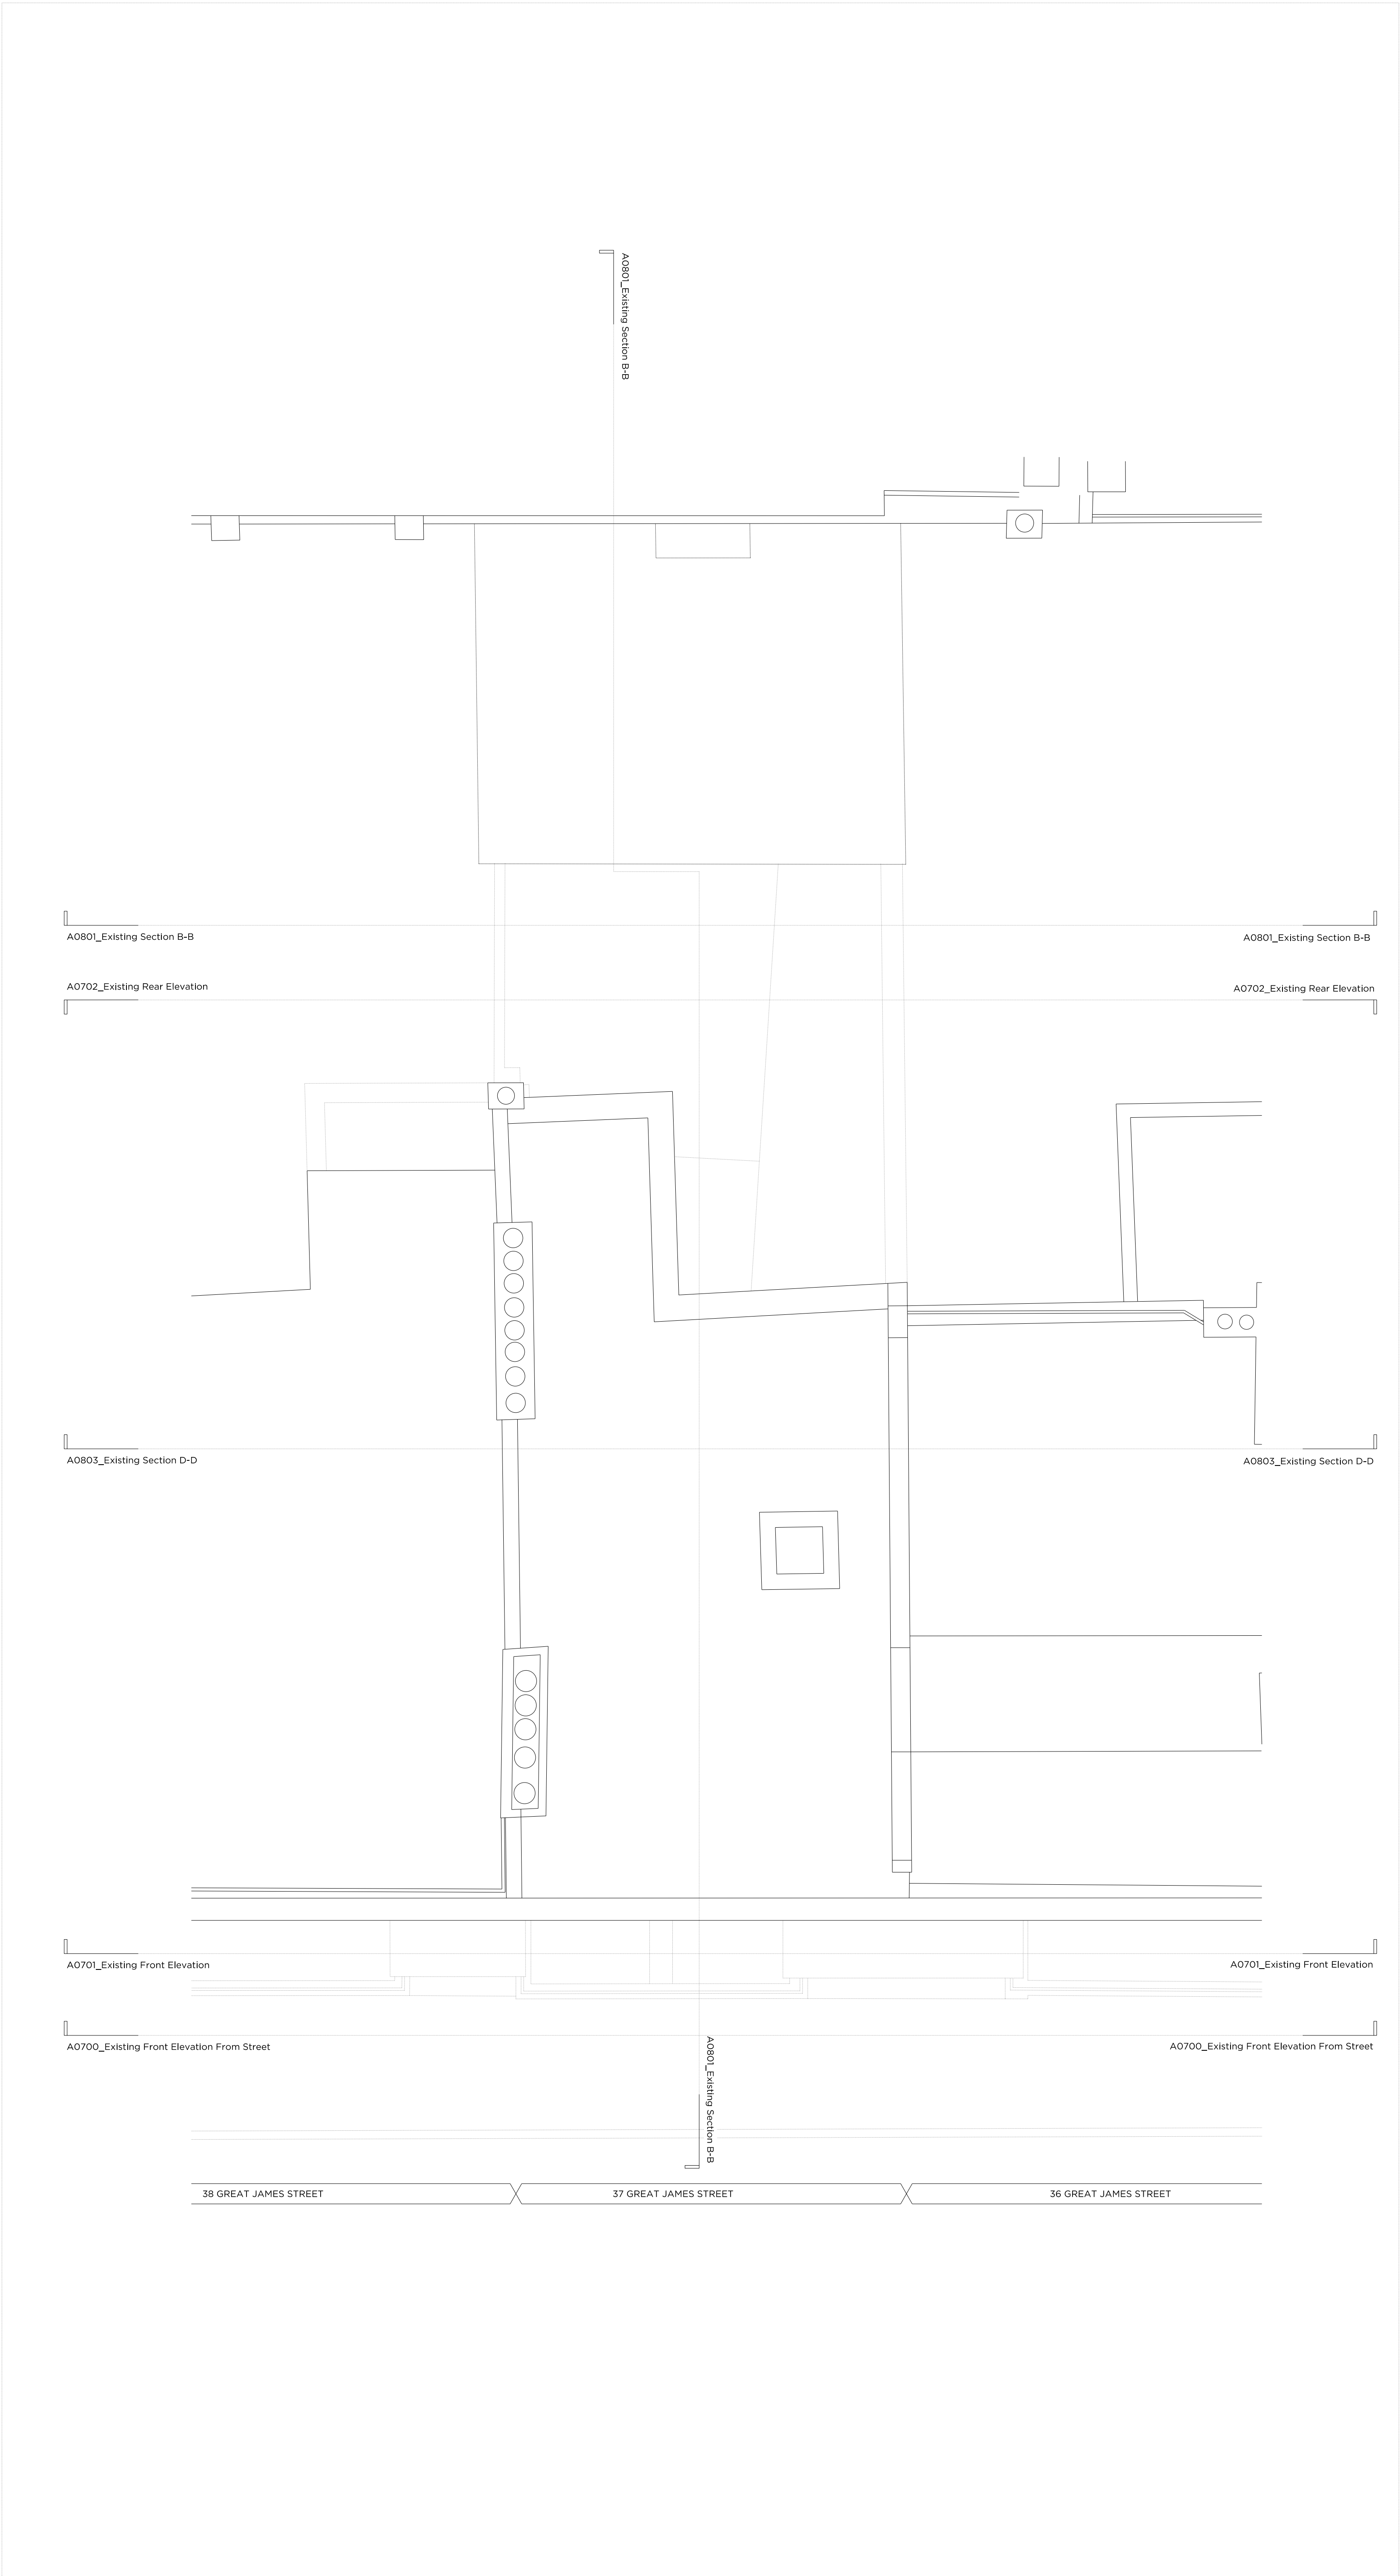 A0801_Existing Section B-B
A0801_Existing Section B-B
A0801_Existing Section B-B
A0702_Existing Rear Elevation
A0702_Existing Rear Elevation
A0803_Existing Section D-D
A0803_Existing Section D-D
A0701_Existing Front Elevation
A0701_Existing Front Elevation
A0700_Existing Front Elevation From Street
A0700_Existing Front Elevation From Street
A0801_Existing Section B-B
38 GREAT JAMES STREET
37 GREAT JAMES STREET
36 GREAT JAMES STREET